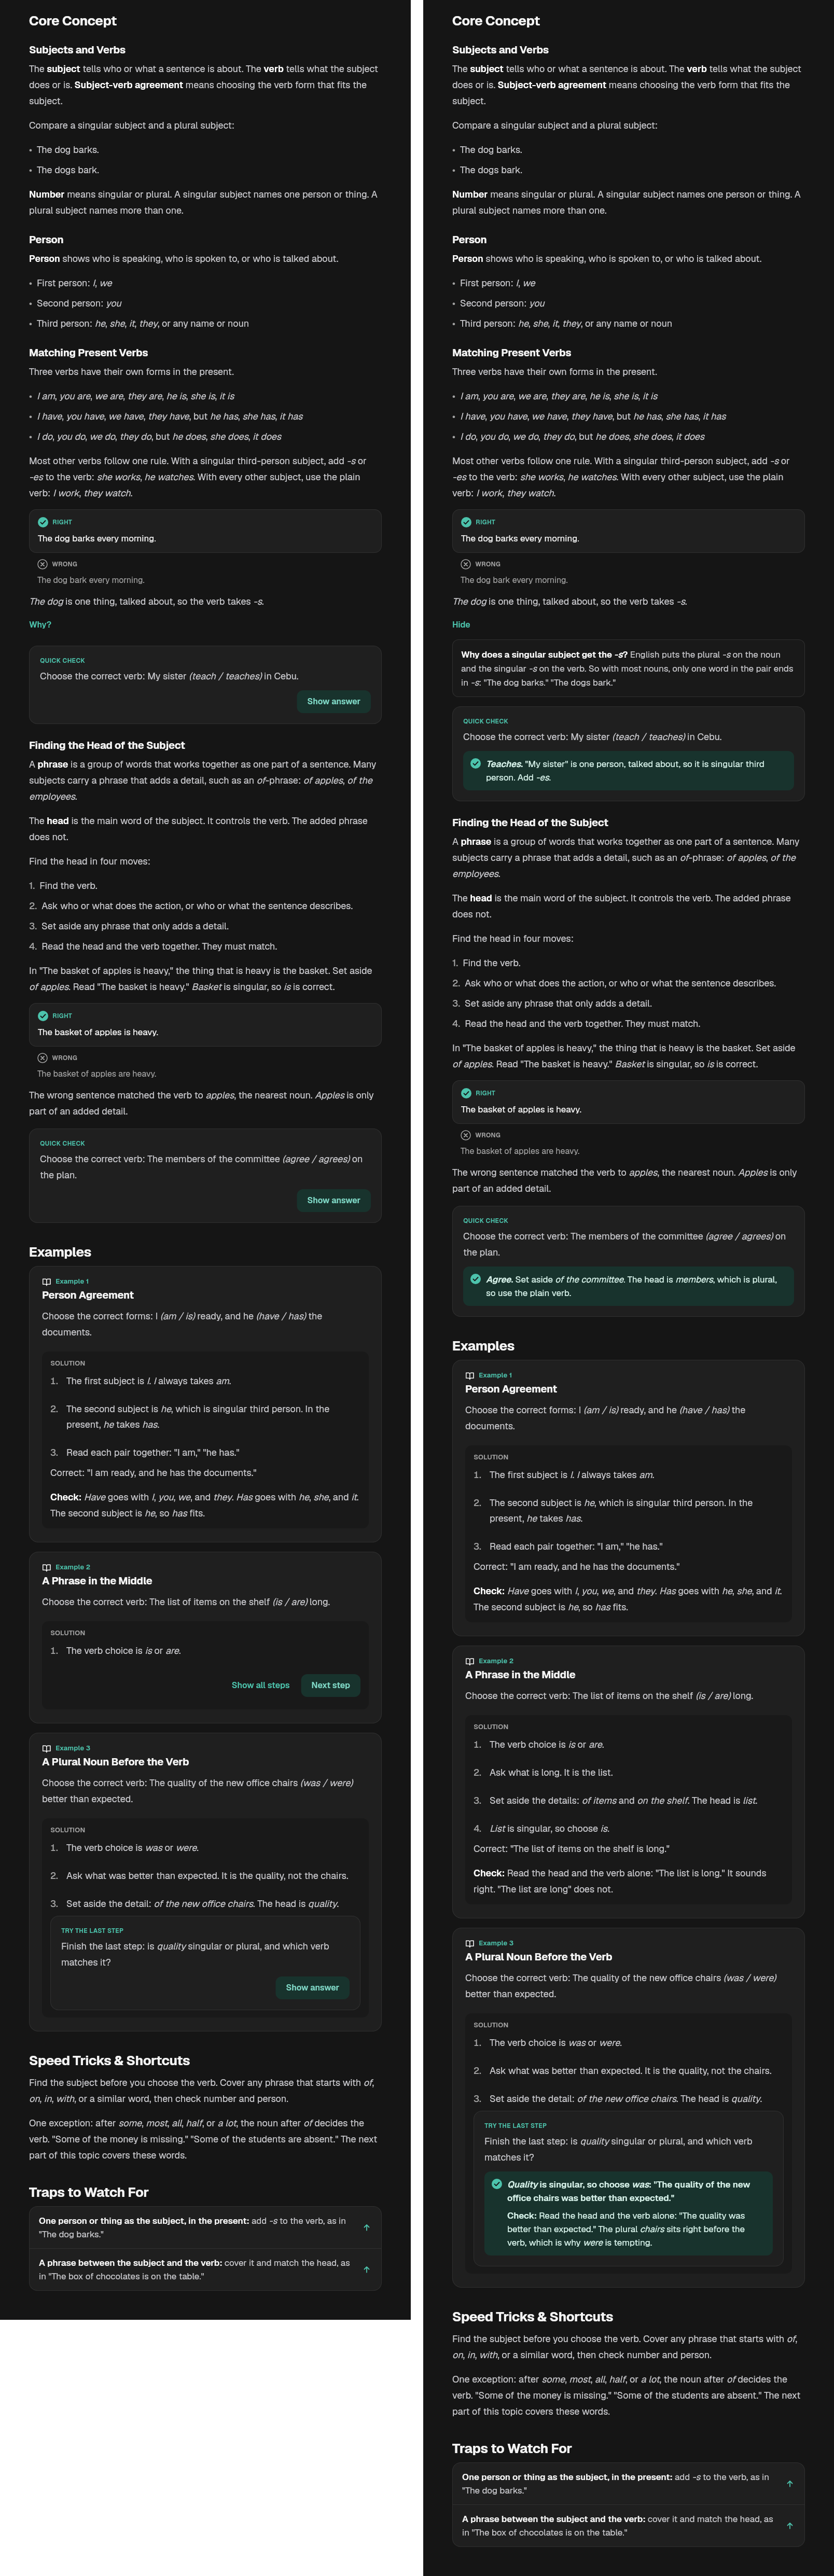 Core Concept
Subjects and Verbs
The subject tells who or what a sentence is about. The verb tells what the subject
does or is. Subject-verb agreement means choosing the verb form that fits the
subject.
Compare a singular subject and a plural subject:
• The dog barks.
• The dogs bark.
Number means singular or plural. A singular subject names one person or thing. A
plural subject names more than one.
Person
Person shows who is speaking, who is spoken to, or who is talked about.
• First person: I, we
• Second person: you
• Third person: he, she, it, they, or any name or noun
Matching Present Verbs
Three verbs have their own forms in the present.
• I am, you are, we are, they are, he is, she is, it is
• I have, you have, we have, they have, but he has, she has, it has
• I do, you do, we do, they do, but he does, she does, it does
Most other verbs follow one rule. With a singular third-person subject, add -s or
-es to the verb: she works, he watches. With every other subject, use the plain
verb: I work, they watch.
RIGHT
The dog barks every morning.
WRONG
The dog bark every morning.
The dog is one thing, talked about, so the verb takes -s.
Why?
QUICK CHECK
Choose the correct verb: My sister (teach / teaches) in Cebu.
Show answer
Finding the Head of the Subject
A phrase is a group of words that works together as one part of a sentence. Many
subjects carry a phrase that adds a detail, such as an of-phrase: of apples, of the
employees.
The head is the main word of the subject. It controls the verb. The added phrase
does not.
Find the head in four moves:
1. Find the verb.
2. Ask who or what does the action, or who or what the sentence describes.
3. Set aside any phrase that only adds a detail.
4. Read the head and the verb together. They must match.
In "The basket of apples is heavy," the thing that is heavy is the basket. Set aside
of apples. Read "The basket is heavy." Basket is singular, so is is correct.
RIGHT
The basket of apples is heavy.
WRONG
The basket of apples are heavy.
The wrong sentence matched the verb to apples, the nearest noun. Apples is only
part of an added detail.
QUICK CHECK
Choose the correct verb: The members of the committee (agree / agrees) on
the plan.
Show answer
Examples
Example 1
Person Agreement
Choose the correct forms: I (am / is) ready, and he (have / has) the
documents.
SOLUTION
1. The first subject is I. I always takes am.
2. The second subject is he, which is singular third person. In the
present, he takes has.
3. Read each pair together: "I am," "he has."
Correct: "I am ready, and he has the documents."
Check: Have goes with I, you, we, and they. Has goes with he, she, and it.
The second subject is he, so has fits.
Example 2
A Phrase in the Middle
Choose the correct verb: The list of items on the shelf (is / are) long.
SOLUTION
1. The verb choice is is or are.
Show all steps Next step
Example 3
A Plural Noun Before the Verb
Choose the correct verb: The quality of the new office chairs (was / were)
better than expected.
SOLUTION
1. The verb choice is was or were.
2. Ask what was better than expected. It is the quality, not the chairs.
3. Set aside the detail: of the new office chairs. The head is quality.
TRY THE LAST STEP
Finish the last step: is quality singular or plural, and which verb
matches it?
Show answer
Speed Tricks & Shortcuts
Find the subject before you choose the verb. Cover any phrase that starts with of,
on, in, with, or a similar word, then check number and person.
One exception: after some, most, all, half, or a lot, the noun after of decides the
verb. "Some of the money is missing." "Some of the students are absent." The next
part of this topic covers these words.
Traps to Watch For
One person or thing as the subject, in the present: add -s to the verb, as in
"The dog barks."
A phrase between the subject and the verb: cover it and match the head, as
in "The box of chocolates is on the table."
Core Concept
Subjects and Verbs
The subject tells who or what a sentence is about. The verb tells what the subject
does or is. Subject-verb agreement means choosing the verb form that fits the
subject.
Compare a singular subject and a plural subject:
• The dog barks.
• The dogs bark.
Number means singular or plural. A singular subject names one person or thing. A
plural subject names more than one.
Person
Person shows who is speaking, who is spoken to, or who is talked about.
• First person: I, we
• Second person: you
• Third person: he, she, it, they, or any name or noun
Matching Present Verbs
Three verbs have their own forms in the present.
• I am, you are, we are, they are, he is, she is, it is
• I have, you have, we have, they have, but he has, she has, it has
• I do, you do, we do, they do, but he does, she does, it does
Most other verbs follow one rule. With a singular third-person subject, add -s or
-es to the verb: she works, he watches. With every other subject, use the plain
verb: I work, they watch.
RIGHT
The dog barks every morning.
WRONG
The dog bark every morning.
The dog is one thing, talked about, so the verb takes -s.
Hide
Why does a singular subject get the -s? English puts the plural -s on the noun
and the singular -s on the verb. So with most nouns, only one word in the pair ends
in -s: "The dog barks." "The dogs bark."
QUICK CHECK
Choose the correct verb: My sister (teach / teaches) in Cebu.
Teaches. "My sister" is one person, talked about, so it is singular third
person. Add -es.
Finding the Head of the Subject
A phrase is a group of words that works together as one part of a sentence. Many
subjects carry a phrase that adds a detail, such as an of-phrase: of apples, of the
employees.
The head is the main word of the subject. It controls the verb. The added phrase
does not.
Find the head in four moves:
1. Find the verb.
2. Ask who or what does the action, or who or what the sentence describes.
3. Set aside any phrase that only adds a detail.
4. Read the head and the verb together. They must match.
In "The basket of apples is heavy," the thing that is heavy is the basket. Set aside
of apples. Read "The basket is heavy." Basket is singular, so is is correct.
RIGHT
The basket of apples is heavy.
WRONG
The basket of apples are heavy.
The wrong sentence matched the verb to apples, the nearest noun. Apples is only
part of an added detail.
QUICK CHECK
Choose the correct verb: The members of the committee (agree / agrees) on
the plan.
Agree. Set aside of the committee. The head is members, which is plural,
so use the plain verb.
Examples
Example 1
Person Agreement
Choose the correct forms: I (am / is) ready, and he (have / has) the
documents.
SOLUTION
1. The first subject is I. I always takes am.
2. The second subject is he, which is singular third person. In the
present, he takes has.
3. Read each pair together: "I am," "he has."
Correct: "I am ready, and he has the documents."
Check: Have goes with I, you, we, and they. Has goes with he, she, and it.
The second subject is he, so has fits.
Example 2
A Phrase in the Middle
Choose the correct verb: The list of items on the shelf (is / are) long.
SOLUTION
1. The verb choice is is or are.
2. Ask what is long. It is the list.
3. Set aside the details: of items and on the shelf. The head is list.
4. List is singular, so choose is.
Correct: "The list of items on the shelf is long."
Check: Read the head and the verb alone: "The list is long." It sounds
right. "The list are long" does not.
Example 3
A Plural Noun Before the Verb
Choose the correct verb: The quality of the new office chairs (was / were)
better than expected.
SOLUTION
1. The verb choice is was or were.
2. Ask what was better than expected. It is the quality, not the chairs.
3. Set aside the detail: of the new office chairs. The head is quality.
TRY THE LAST STEP
Finish the last step: is quality singular or plural, and which verb
matches it?
Quality is singular, so choose was: "The quality of the new
office chairs was better than expected."
Check: Read the head and the verb alone: "The quality was
better than expected." The plural chairs sits right before the
verb, which is why were is tempting.
Speed Tricks & Shortcuts
Find the subject before you choose the verb. Cover any phrase that starts with of,
on, in, with, or a similar word, then check number and person.
One exception: after some, most, all, half, or a lot, the noun after of decides the
verb. "Some of the money is missing." "Some of the students are absent." The next
part of this topic covers these words.
Traps to Watch For
One person or thing as the subject, in the present: add -s to the verb, as in
"The dog barks."
A phrase between the subject and the verb: cover it and match the head, as
in "The box of chocolates is on the table."